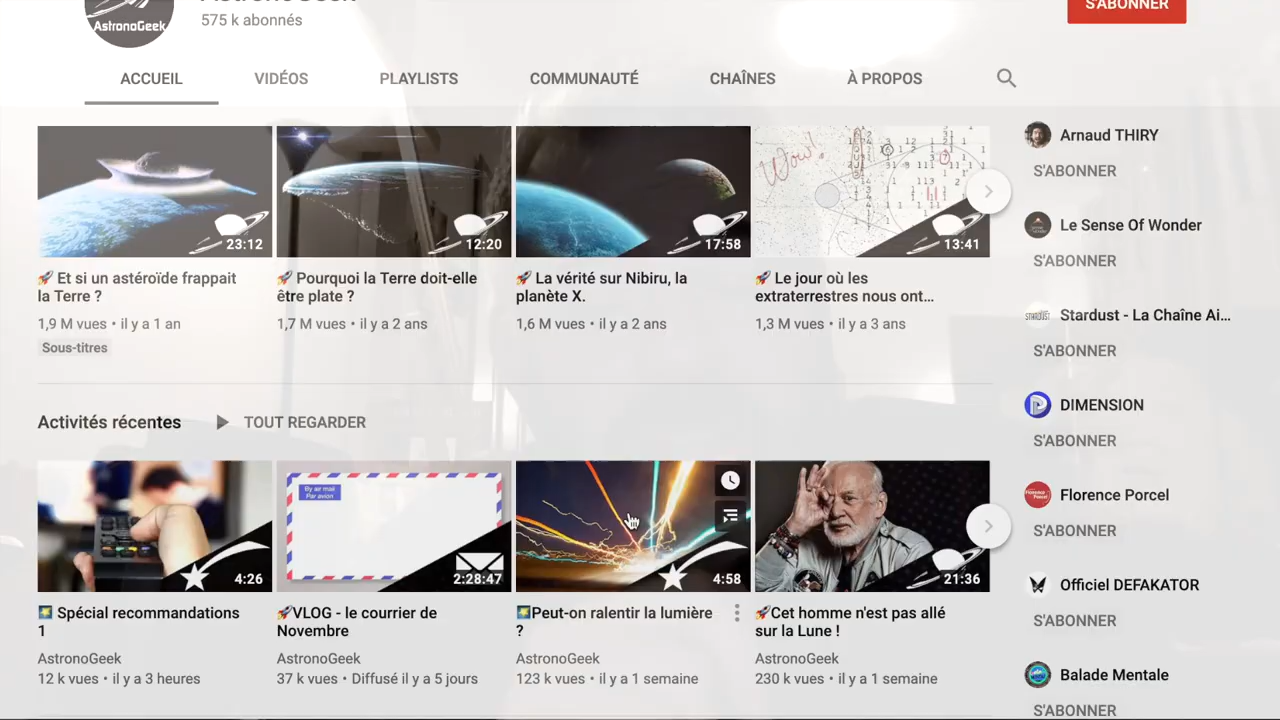 AstronoGeek
575 k abonnés
S'ABONNER
ACCUEIL
VIDÉOS
PLAYLISTS
COMMUNAUTÉ
CHAÎNES
À PROPOS
23:12
12:20
Wow!
17:58
13:41
Et si un astéroïde frappait
la Terre ?
1,9 M vues • il y a 1 an
Sous-titres
Pourquoi la Terre doit-elle
être plate ?
1,7 M vues • il y a 2 ans
La vérité sur Nibiru, la
planète X.
1,6 M vues • il y a 2 ans
Le jour où les
extraterrestres nous ont...
1,3 M vues • il y a 3 ans
Activités récentes
TOUT REGARDER
4:26
By air mail
Par avion
2:28:47
4:58
21:36
Spécial recommandations
1
AstronoGeek
12 k vues • il y a 3 heures
VLOG - le courrier de
Novembre
AstronoGeek
37 k vues • Diffusé il y a 5 jours
Peut-on ralentir la lumière
?
AstronoGeek
123 k vues • il y a 1 semaine
Cet homme n'est pas allé
sur la Lune !
AstronoGeek
230 k vues • il y a 1 semaine
Arnaud THIRY
S'ABONNER
Le Sense Of Wonder
S'ABONNER
Stardust - La Chaîne Ai...
S'ABONNER
DIMENSION
S'ABONNER
Florence Porcel
S'ABONNER
Officiel DEFAKATOR
S'ABONNER
Balade Mentale
S'ABONNER